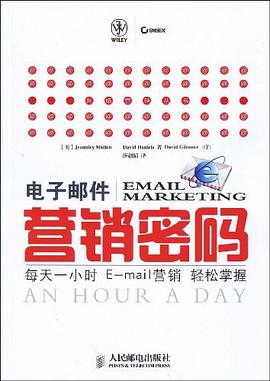 WILEY
SYBEX
[美] Jeanniey Mullen David Daniels 著 David Gilmour (序)
电子邮件
EMAIL
MARKETING
营销密码
每天一小时 E-mail营销 轻松掌握
AN HOUR A DAY
人民邮电出版社
POSTS & TELECOM PRESS